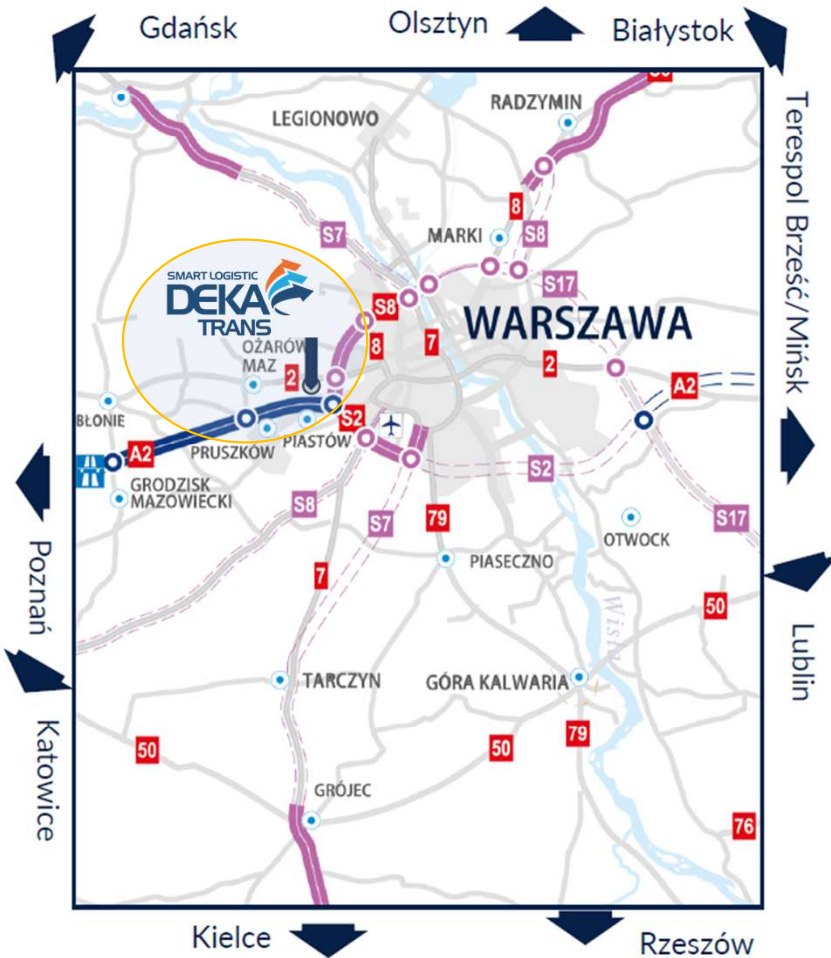 Gdańsk
Olsztyn
Białystok
LEGIONOWO
RADZYMIN
8
S7
MARKI
S8
SMART LOGISTIC
DEKA
TRANS
S17
S8
WARSZAWA
OŻARÓW
MAZ
8
7
2
2
A2
BŁONIE
S2
A2
PRUSZKÓW
PIASTÓW
S2
GRODZISK
MAZOWIECKI
S8
S7
79
OTWOCK
S17
7
PIASECZNO
50
Wisła
TARCZYN
GÓRA KALWARIA
50
50
79
GRÓJEC
76
Terespol Brześć/Mińsk
Lublin
Poznań
Katowice
Kielce
Rzeszów